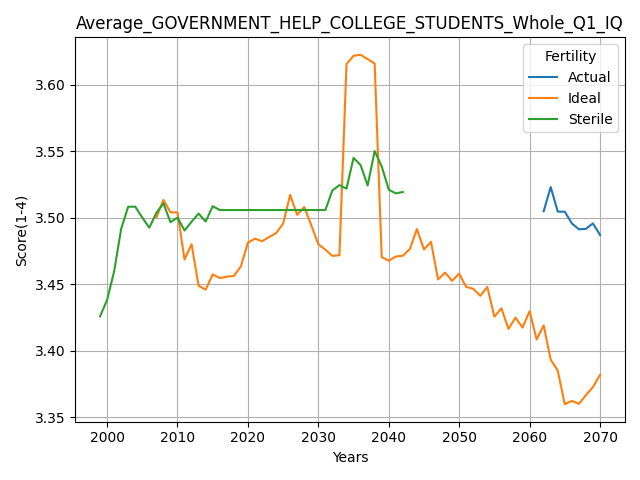 Average_GOVERNMENT_HELP_COLLEGE_STUDENTS_Whole_Q1_IQ
Fertility
Actual
Ideal
Sterile
Score(1-4)
3.60
3.55
3.50
3.45
3.40
3.35
2000 2010 2020 2030 2040 2050 2060 2070
Years